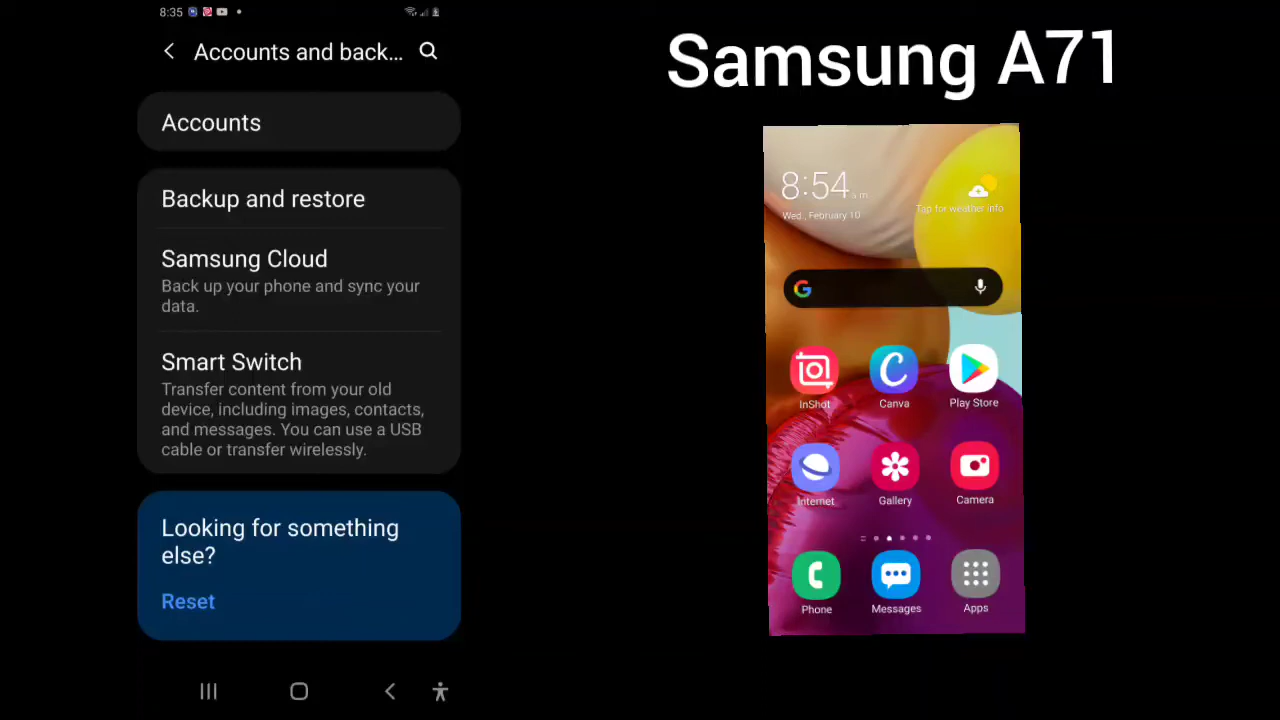 8:35
Accounts and back...
Accounts
Backup and restore
Samsung Cloud
Back up your phone and sync your
data.
Smart Switch
Transfer content from your old
device, including images, contacts,
and messages. You can use a USB
cable or transfer wirelessly.
Looking for something
else?
Reset
Samsung A71
8:54
Wed., February 10
Tap for weather info
InShot
Canva
Play Store
Internet
Gallery
Camera
Phone
Messages
Apps